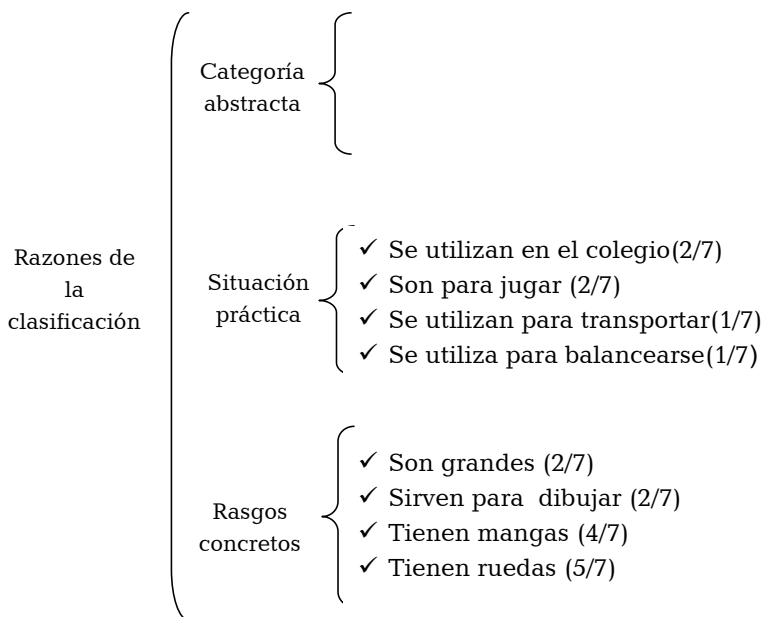 Razones de
la
clasificación
Categoría
abstracta
Situación
práctica
✓ Se utilizan en el colegio(2/7)
✓ Son para jugar (2/7)
✓ Se utilizan para transportar(1/7)
✓ Se utiliza para balancearse(1/7)
Rasgos
concretos
✓ Son grandes (2/7)
✓ Sirven para  dibujar (2/7)
✓ Tienen mangas (4/7)
✓ Tienen ruedas (5/7)